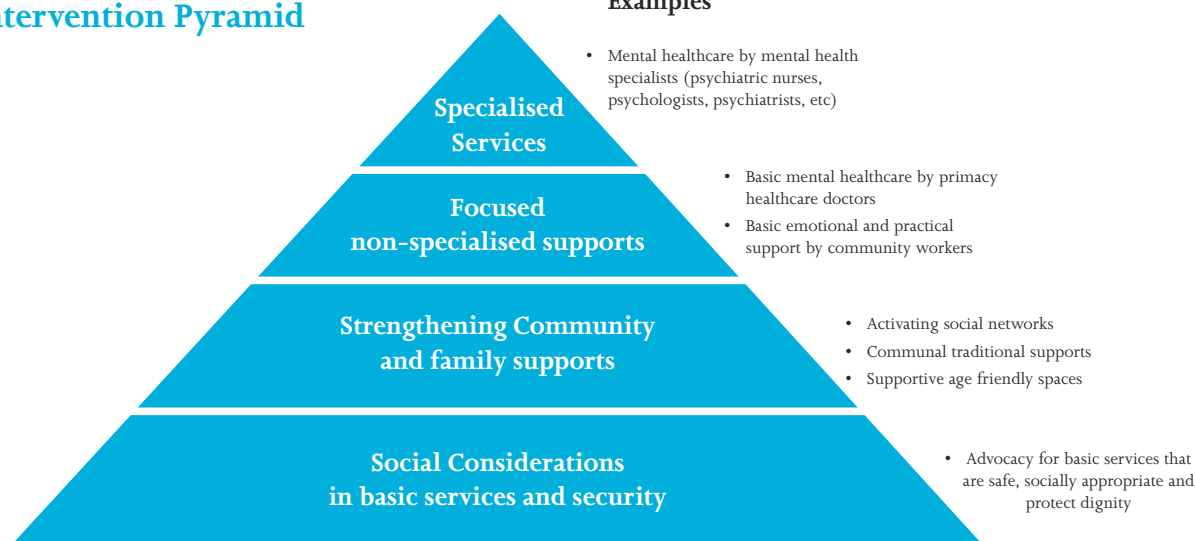 ntervention Pyramid
Examples
• Mental healthcare by mental health
specialists (psychiatric nurses,
psychologists, psychiatrists, etc)
Specialised
Services
• Basic mental healthcare by primacy
healthcare doctors
• Basic emotional and practical
support by community workers
Focused
non-specialised supports
• Activating social networks
• Communal traditional supports
• Supportive age friendly spaces
Strengthening Community
and family supports
• Advocacy for basic services that
are safe, socially appropriate and
protect dignity
Social Considerations
in basic services and security